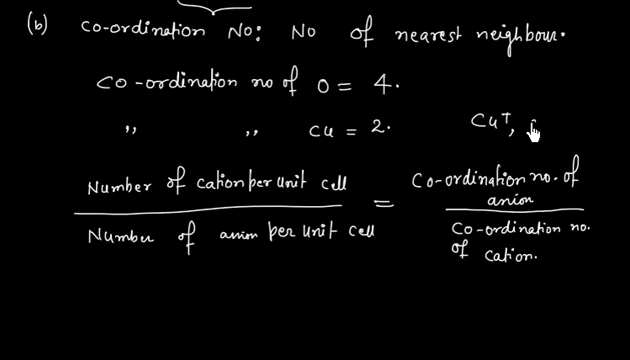 (b) Co-ordination No: No of nearest neighbour.
Co-ordination no of O = 4.
,, ,, Cu = 2. Cu⁺,
Number of cation per unit cell = Co-ordination no. of anion
Number of anion per unit cell Co-ordination no. of cation.